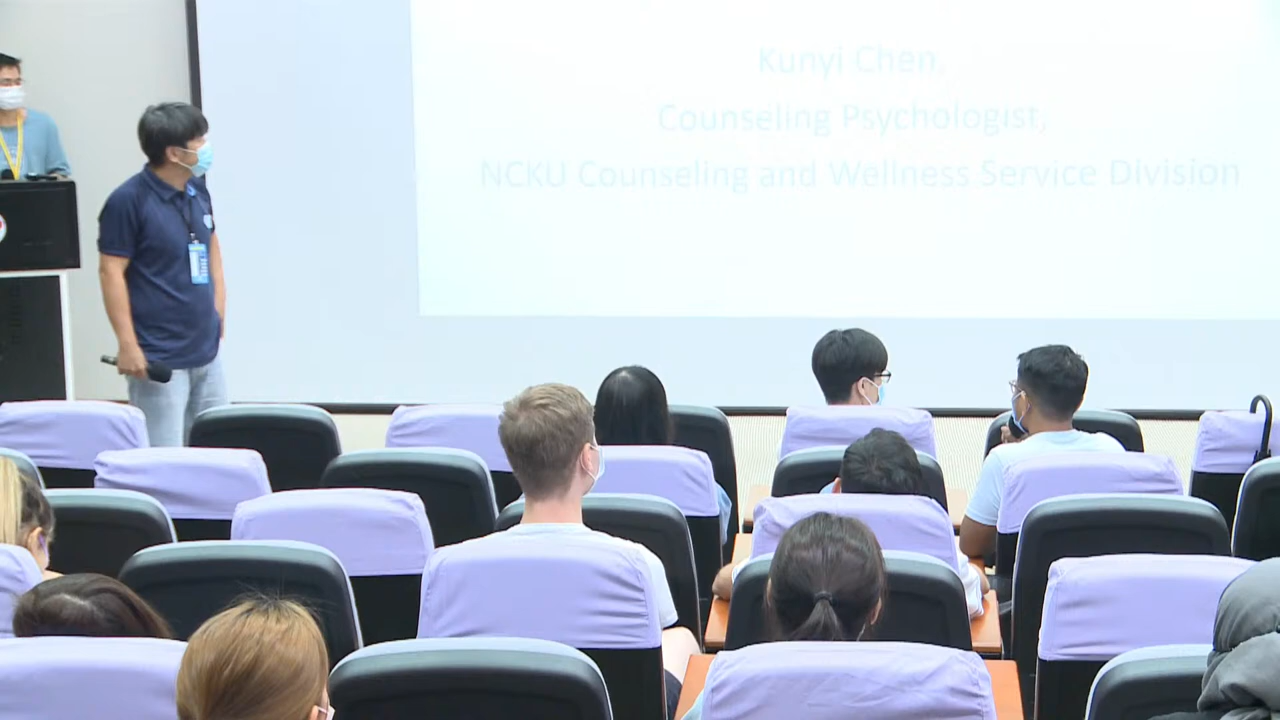 Kunyi Chen,
Counseling Psychologist,
NCKU Counseling and Wellness Service Division